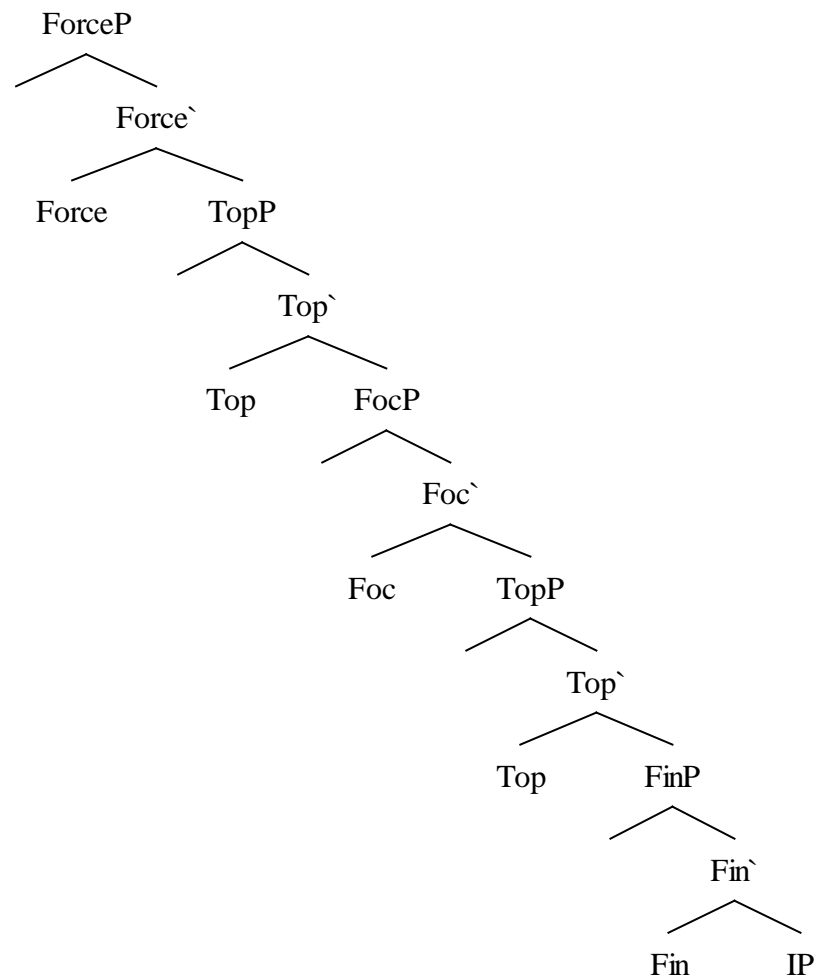 ForceP
Force`
Force TopP
Top`
Top FocP
Foc`
Foc TopP
Top`
Top FinP
Fin`
Fin IP